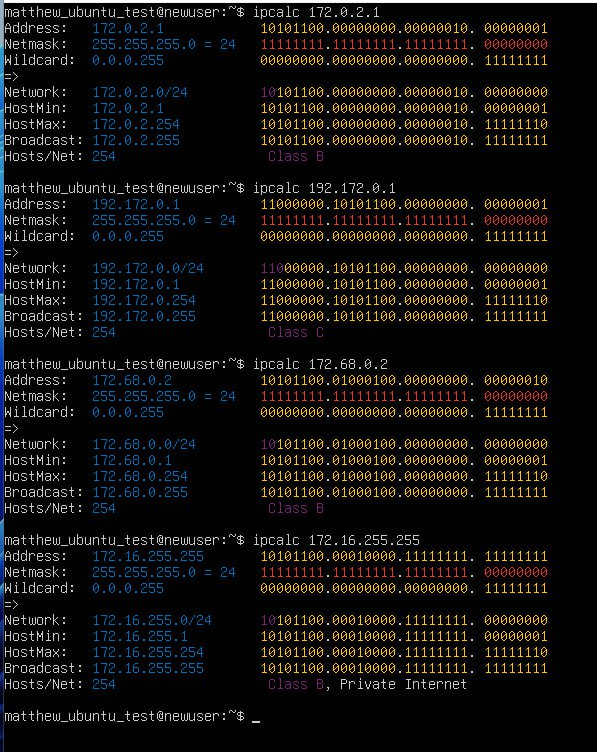 matthew_ubuntu_test@newuser:~$ ipcalc 172.0.2.1
Address:   172.0.2.1            10101100.00000000.00000010. 00000001
Netmask:   255.255.255.0 = 24   11111111.11111111.11111111. 00000000
Wildcard:  0.0.0.255            00000000.00000000.00000000. 11111111
=>
Network:   172.0.2.0/24         10101100.00000000.00000010. 00000000
HostMin:   172.0.2.1            10101100.00000000.00000010. 00000001
HostMax:   172.0.2.254          10101100.00000000.00000010. 11111110
Broadcast: 172.0.2.255          10101100.00000000.00000010. 11111111
Hosts/Net: 254                   Class B
matthew_ubuntu_test@newuser:~$ ipcalc 192.172.0.1
Address:   192.172.0.1          11000000.10101100.00000000. 00000001
Netmask:   255.255.255.0 = 24   11111111.11111111.11111111. 00000000
Wildcard:  0.0.0.255            00000000.00000000.00000000. 11111111
=>
Network:   192.172.0.0/24       11000000.10101100.00000000. 00000000
HostMin:   192.172.0.1          11000000.10101100.00000000. 00000001
HostMax:   192.172.0.254        11000000.10101100.00000000. 11111110
Broadcast: 192.172.0.255        11000000.10101100.00000000. 11111111
Hosts/Net: 254                   Class C
matthew_ubuntu_test@newuser:~$ ipcalc 172.68.0.2
Address:   172.68.0.2           10101100.01000100.00000000. 00000010
Netmask:   255.255.255.0 = 24   11111111.11111111.11111111. 00000000
Wildcard:  0.0.0.255            00000000.00000000.00000000. 11111111
=>
Network:   172.68.0.0/24        10101100.01000100.00000000. 00000000
HostMin:   172.68.0.1           10101100.01000100.00000000. 00000001
HostMax:   172.68.0.254         10101100.01000100.00000000. 11111110
Broadcast: 172.68.0.255         10101100.01000100.00000000. 11111111
Hosts/Net: 254                   Class B
matthew_ubuntu_test@newuser:~$ ipcalc 172.16.255.255
Address:   172.16.255.255       10101100.00010000.11111111. 11111111
Netmask:   255.255.255.0 = 24   11111111.11111111.11111111. 00000000
Wildcard:  0.0.0.255            00000000.00000000.00000000. 11111111
=>
Network:   172.16.255.0/24      10101100.00010000.11111111. 00000000
HostMin:   172.16.255.1         10101100.00010000.11111111. 00000001
HostMax:   172.16.255.254       10101100.00010000.11111111. 11111110
Broadcast: 172.16.255.255       10101100.00010000.11111111. 11111111
Hosts/Net: 254                   Class B, Private Internet
matthew_ubuntu_test@newuser:~$ _